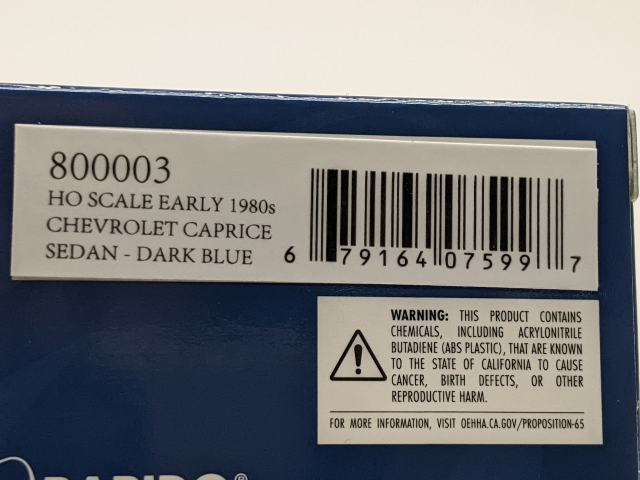 800003
HO SCALE EARLY 1980s
CHEVROLET CAPRICE
SEDAN - DARK BLUE
6 79164 07599 7
WARNING: THIS PRODUCT CONTAINS
CHEMICALS, INCLUDING ACRYLONITRILE
BUTADIENE (ABS PLASTIC), THAT ARE KNOWN
TO THE STATE OF CALIFORNIA TO CAUSE
CANCER, BIRTH DEFECTS, OR OTHER
REPRODUCTIVE HARM.
FOR MORE INFORMATION, VISIT OEHHA.CA.GOV/PROPOSITION-65
RAPIDO®